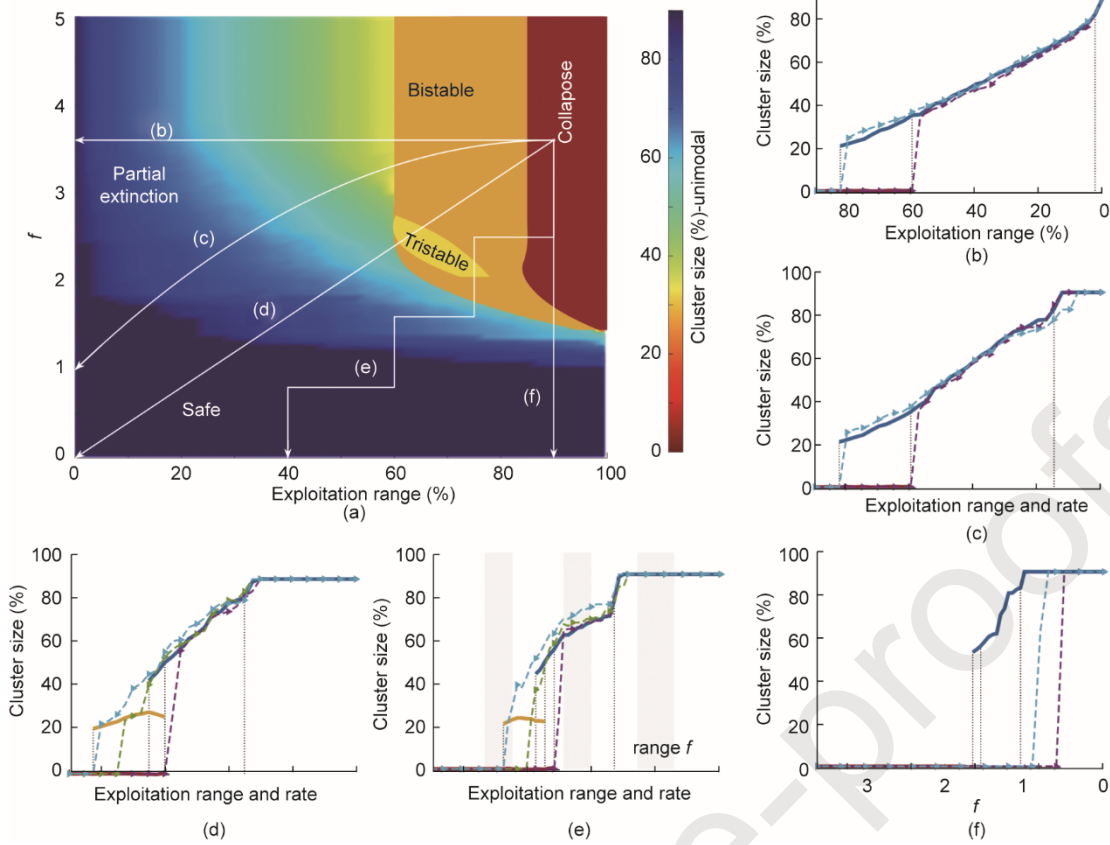 5
4
3
2
1
0
f
0
20
40
60
80
100
Exploitation range (%)
(a)
Bistable
Collapose
Tristable
Partial
extinction
Safe
(b)
(c)
(d)
(e)
(f)
80
60
40
20
0
Cluster size (%)-unimodal
80
60
40
20
0
Cluster size (%)
80
60
40
20
0
Exploitation range (%)
(b)
100
80
60
40
20
0
Cluster size (%)
Exploitation range and rate
(c)
100
80
60
40
20
0
Cluster size (%)
Exploitation range and rate
(d)
100
80
60
40
20
0
Cluster size (%)
range f
Exploitation range and rate
(e)
100
80
60
40
20
0
Cluster size (%)
3
2
1
0
f
(f)
e-proofs